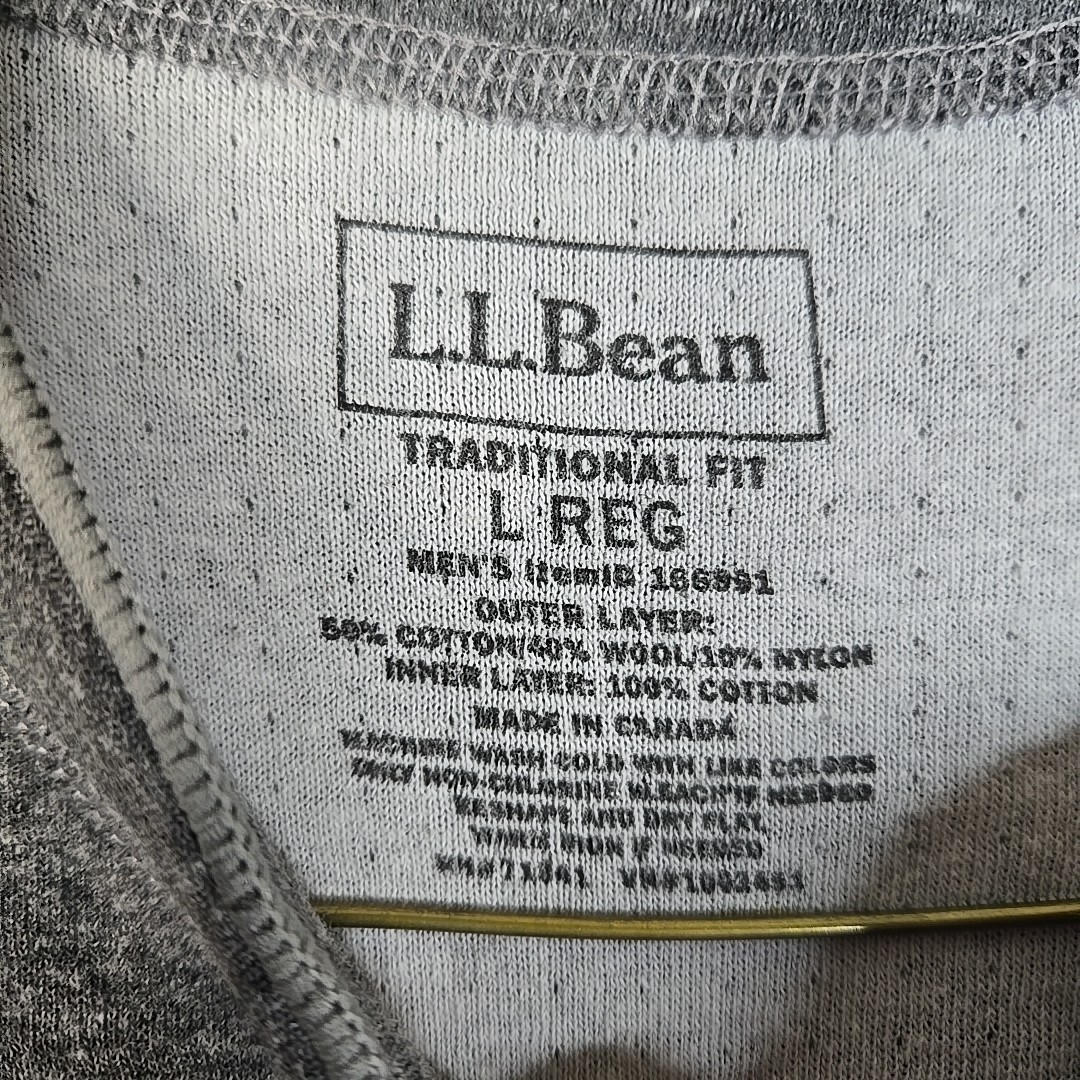 L.L.Bean
TRADITIONAL FIT
L REG
MEN'S ItemID 166991
OUTER LAYER:
50% COTTON/40% WOOL/10% NYLON
INNER LAYER: 100% COTTON
MADE IN CANADA
MACHINE WASH COLD WITH LIKE COLORS
ONLY NON-CHLORINE BLEACH IF NEEDED
RESHAPE AND DRY FLAT
IF NEEDED